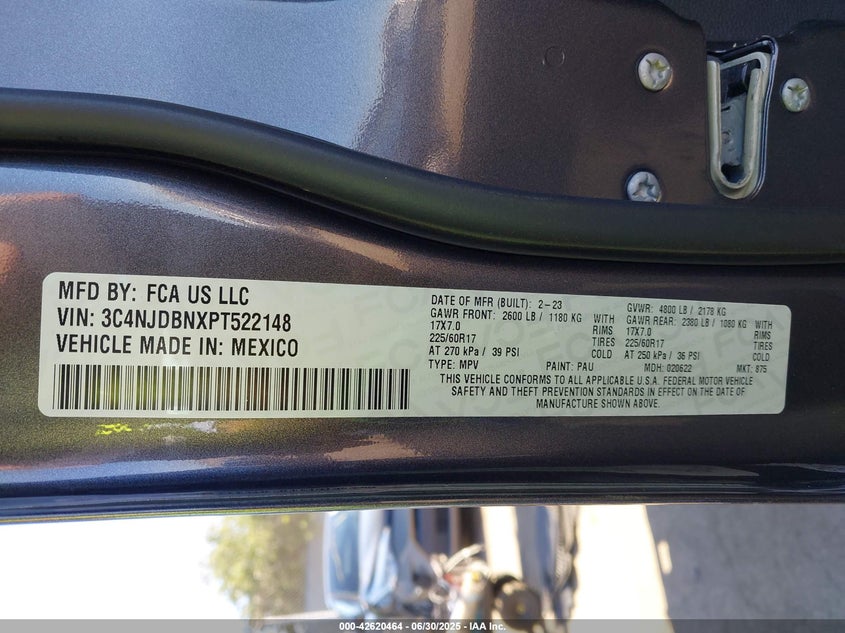 MFD BY: FCA US LLC
VIN: 3C4NJDBNXPT522148
VEHICLE MADE IN: MEXICO
DATE OF MFR (BUILT): 2-23
GAWR FRONT: 2600 LB / 1180 KG WITH
17X7.0 RIMS
225/60R17 TIRES
AT 270 kPa / 39 PSI COLD
TYPE: MPV PAINT: PAU
GVWR: 4800 LB / 2178 KG
GAWR REAR: 2380 LB / 1080 KG WITH
17X7.0 RIMS
225/60R17 TIRES
AT 250 kPa / 36 PSI COLD
MDH: 020622 MKT: 875
THIS VEHICLE CONFORMS TO ALL APPLICABLE U.S.A. FEDERAL MOTOR VEHICLE
SAFETY AND THEFT PREVENTION STANDARDS IN EFFECT ON THE DATE OF
MANUFACTURE SHOWN ABOVE.
000-42620464 - 06/30/2025 - IAA Inc.